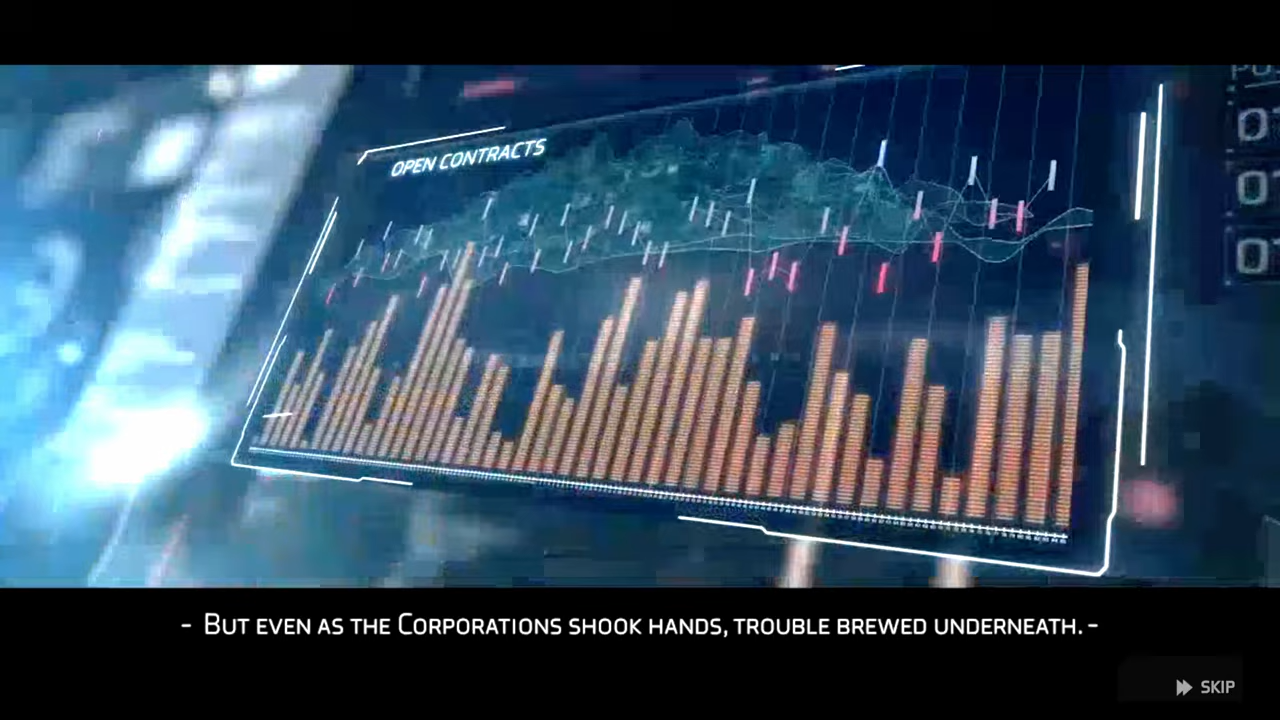 OPEN CONTRACTS
- But even as the Corporations shook hands, trouble brewed underneath. -
SKIP